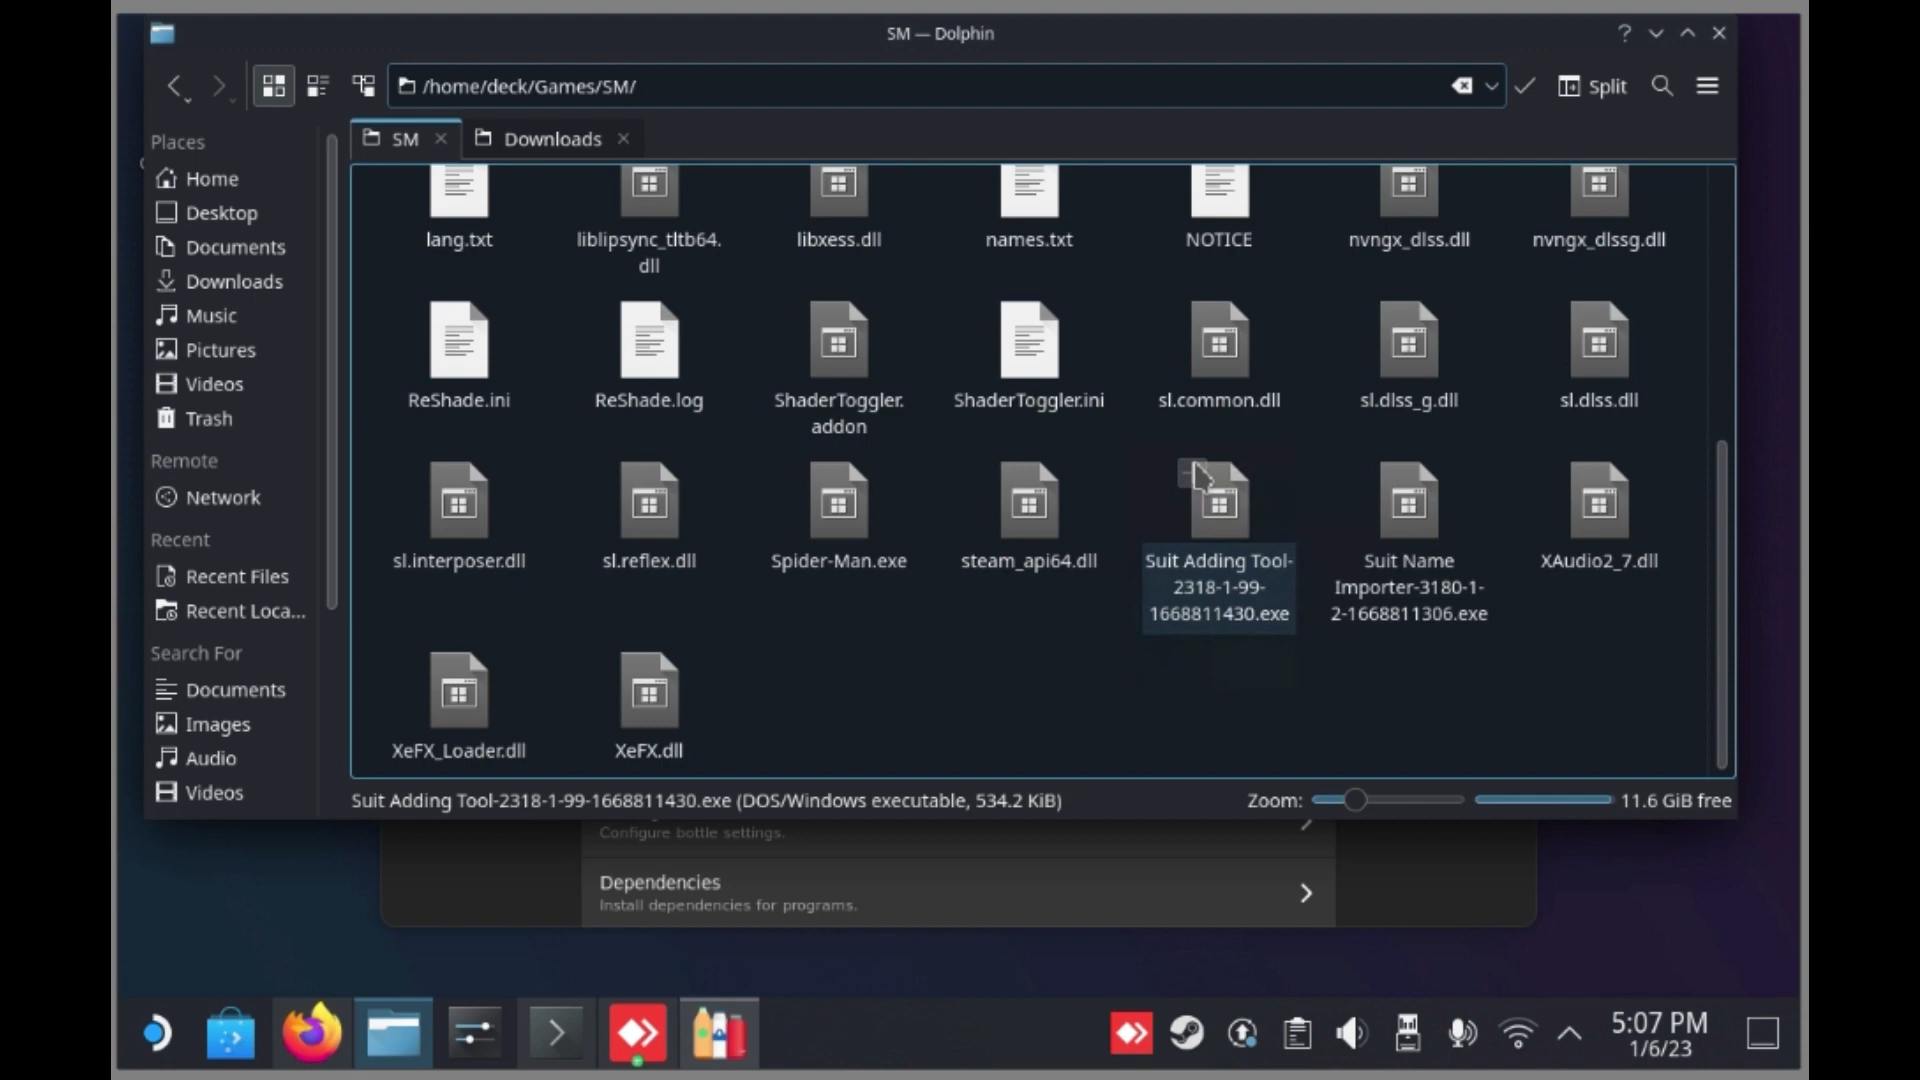 SM — Dolphin
/home/deck/Games/SM/
Split
SM
Downloads
Places
Home
Desktop
Documents
Downloads
Music
Pictures
Videos
Trash
Remote
Network
Recent
Recent Files
Recent Loca...
Search For
Documents
Images
Audio
Videos
lang.txt
liblipsync_tltb64.
dll
libxess.dll
names.txt
NOTICE
nvngx_dlss.dll
nvngx_dlssg.dll
ReShade.ini
ReShade.log
ShaderToggler.
addon
ShaderToggler.ini
sl.common.dll
sl.dlss_g.dll
sl.dlss.dll
sl.interposer.dll
sl.reflex.dll
Spider-Man.exe
steam_api64.dll
Suit Adding Tool-
2318-1-99-
1668811430.exe
Suit Name
Importer-3180-1-
2-1668811306.exe
XAudio2_7.dll
XeFX_Loader.dll
XeFX.dll
Suit Adding Tool-2318-1-99-1668811430.exe (DOS/Windows executable, 534.2 KiB)
Zoom:
11.6 GiB free
Configure bottle settings.
Dependencies
Install dependencies for programs.
5:07 PM
1/6/23